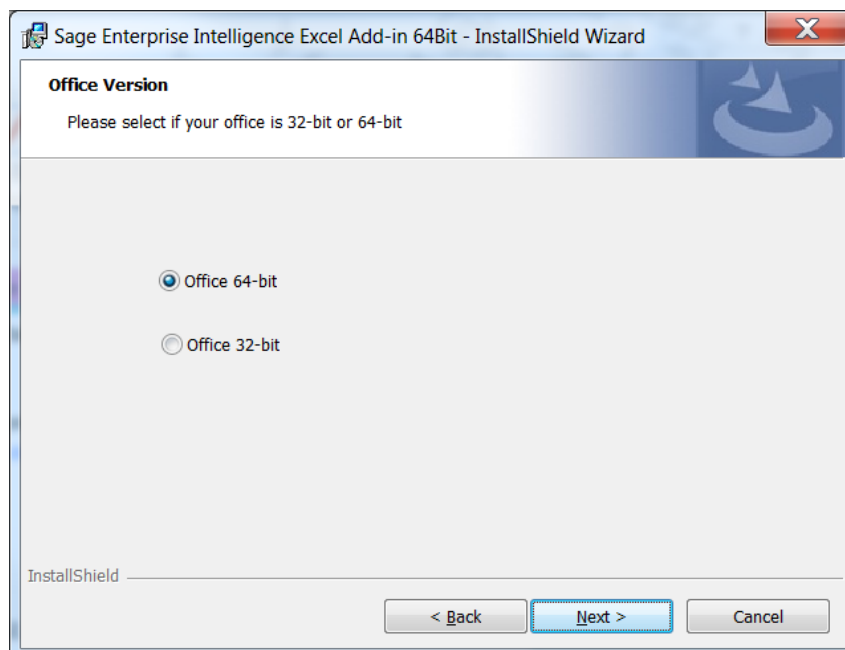 Sage Enterprise Intelligence Excel Add-in 64Bit - InstallShield Wizard
Office Version
Please select if your office is 32-bit or 64-bit
Office 64-bit
Office 32-bit
InstallShield
< Back Next > Cancel